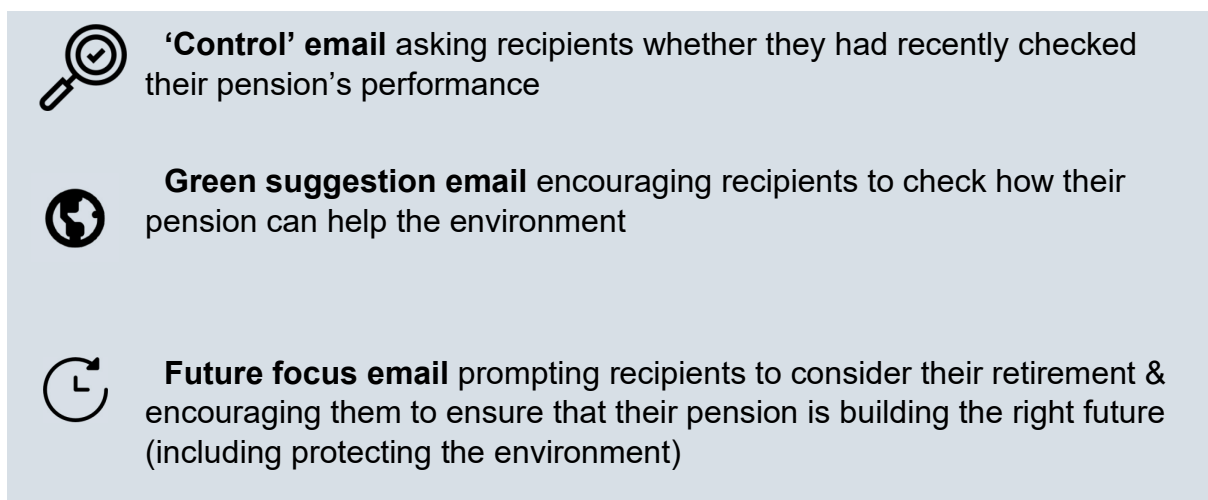 ‘Control’ email asking recipients whether they had recently checked
their pension’s performance
Green suggestion email encouraging recipients to check how their
pension can help the environment
Future focus email prompting recipients to consider their retirement &
encouraging them to ensure that their pension is building the right future
(including protecting the environment)